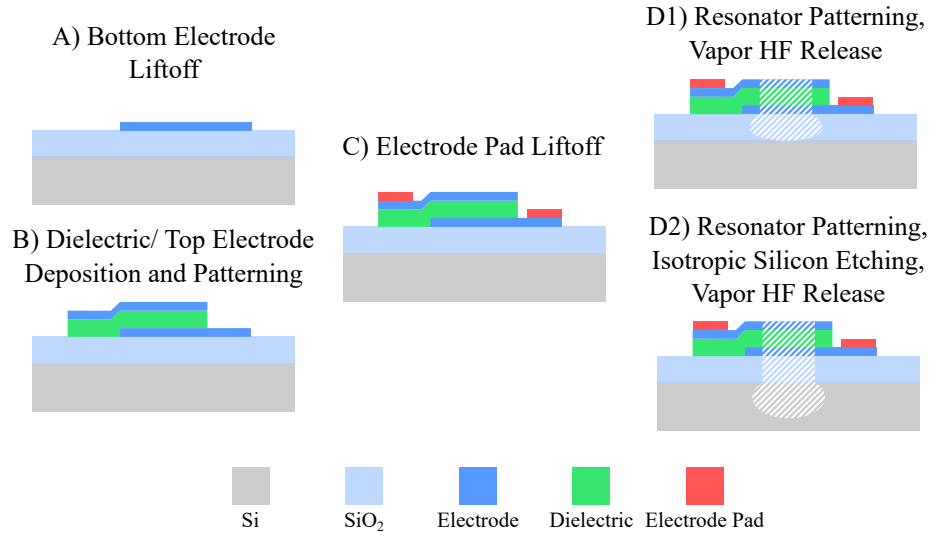 A) Bottom Electrode
Liftoff
B) Dielectric/ Top Electrode
Deposition and Patterning
C) Electrode Pad Liftoff
D1) Resonator Patterning,
Vapor HF Release
D2) Resonator Patterning,
Isotropic Silicon Etching,
Vapor HF Release
Si
SiO₂
Electrode
Dielectric
Electrode Pad